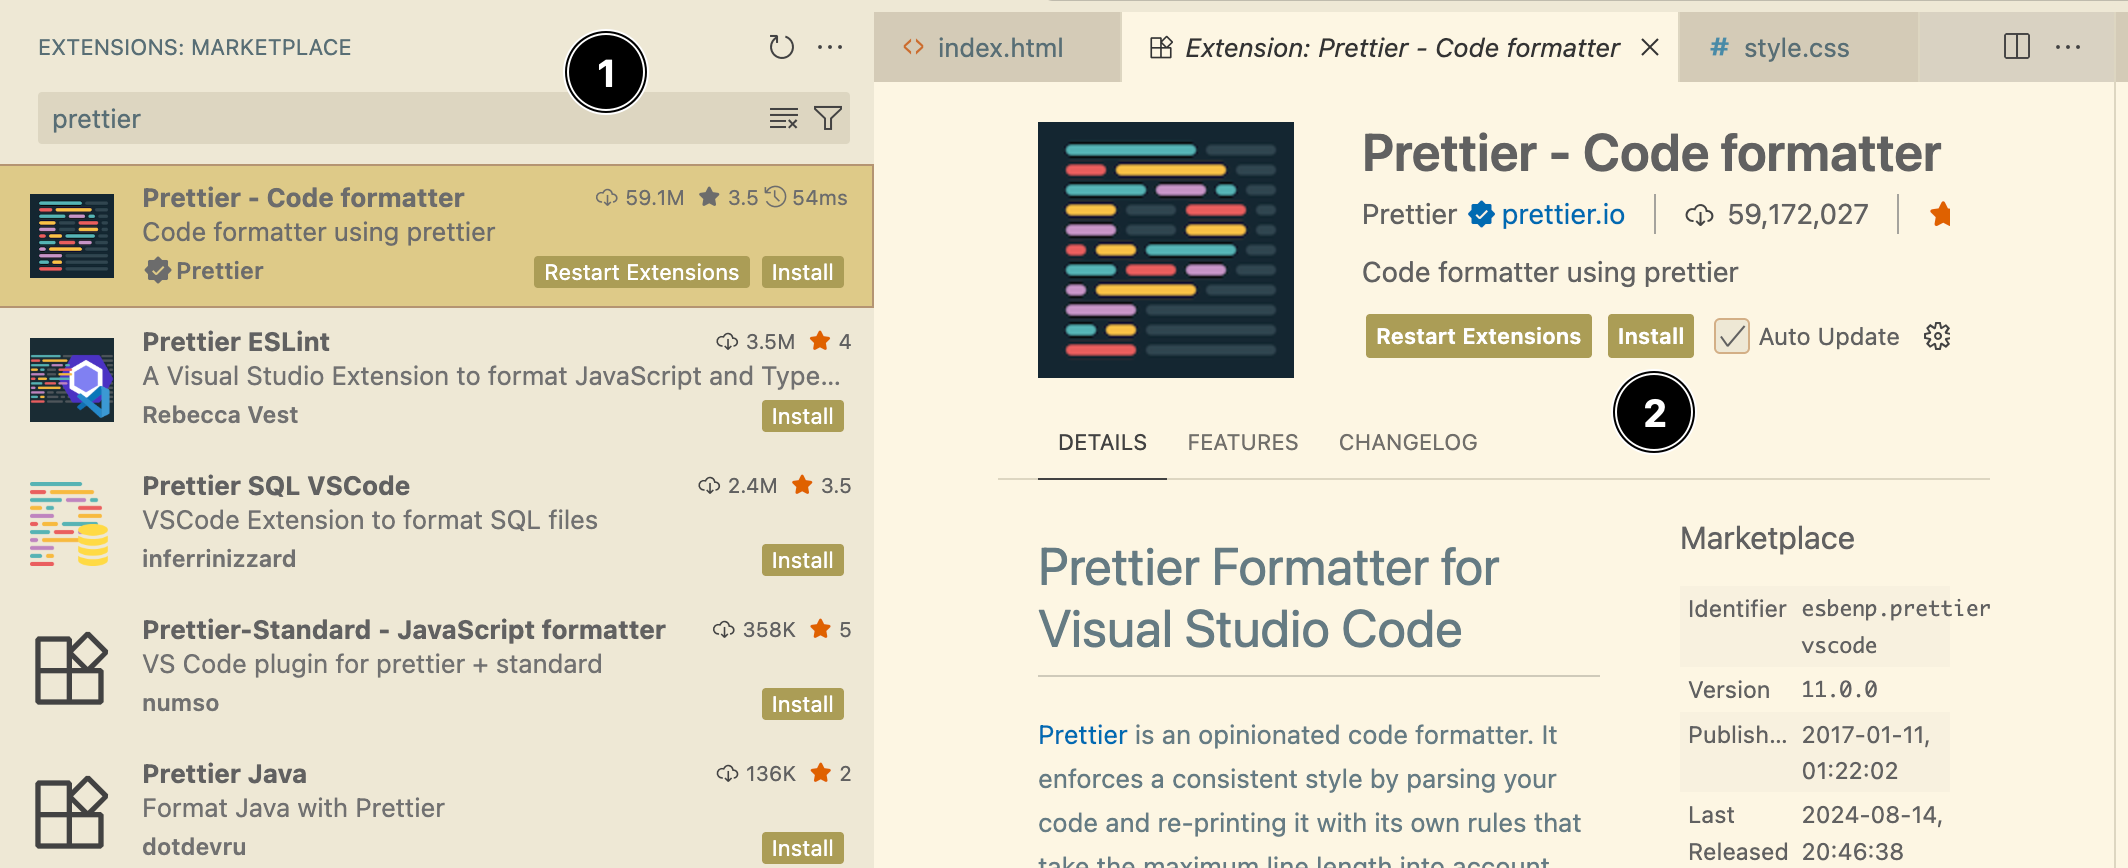 EXTENSIONS: MARKETPLACE
1
prettier
Prettier - Code formatter
59.1M 3.5 54ms
Code formatter using prettier
Prettier
Restart Extensions Install
Prettier ESLint
3.5M 4
A Visual Studio Extension to format JavaScript and Type...
Rebecca Vest
Install
Prettier SQL VSCode
2.4M 3.5
VSCode Extension to format SQL files
inferrinizzard
Install
Prettier-Standard - JavaScript formatter
358K 5
VS Code plugin for prettier + standard
numso
Install
Prettier Java
136K 2
Format Java with Prettier
dotdevru
Install
index.html
Extension: Prettier - Code formatter
# style.css
Prettier - Code formatter
Prettier prettier.io 59,172,027
Code formatter using prettier
Restart Extensions Install Auto Update
2
DETAILS FEATURES CHANGELOG
Prettier Formatter for
Visual Studio Code
Prettier is an opinionated code formatter. It
enforces a consistent style by parsing your
code and re-printing it with its own rules that
take the maximum line length into account,
Marketplace
Identifier esbenp.prettier
vscode
Version 11.0.0
Publish... 2017-01-11,
01:22:02
Last 2024-08-14,
Released 20:46:38